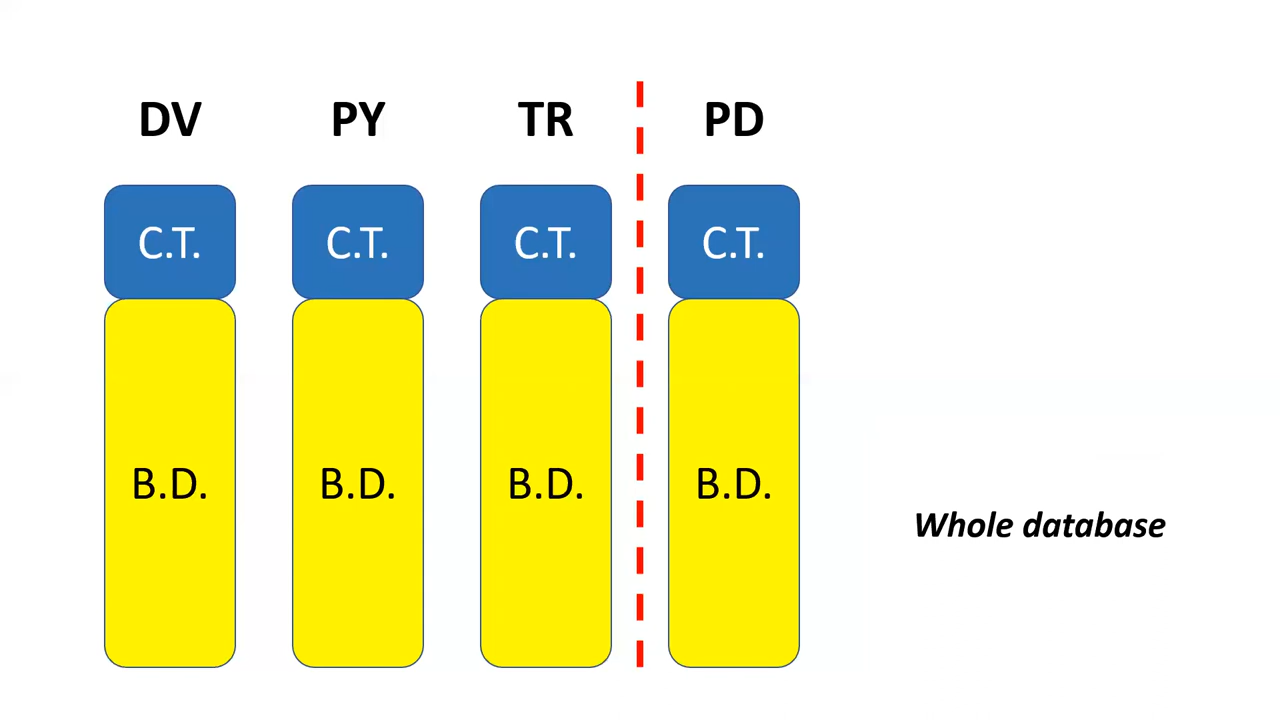 DV PY TR PD
C.T. C.T. C.T. C.T.
B.D. B.D. B.D. B.D.
Whole database